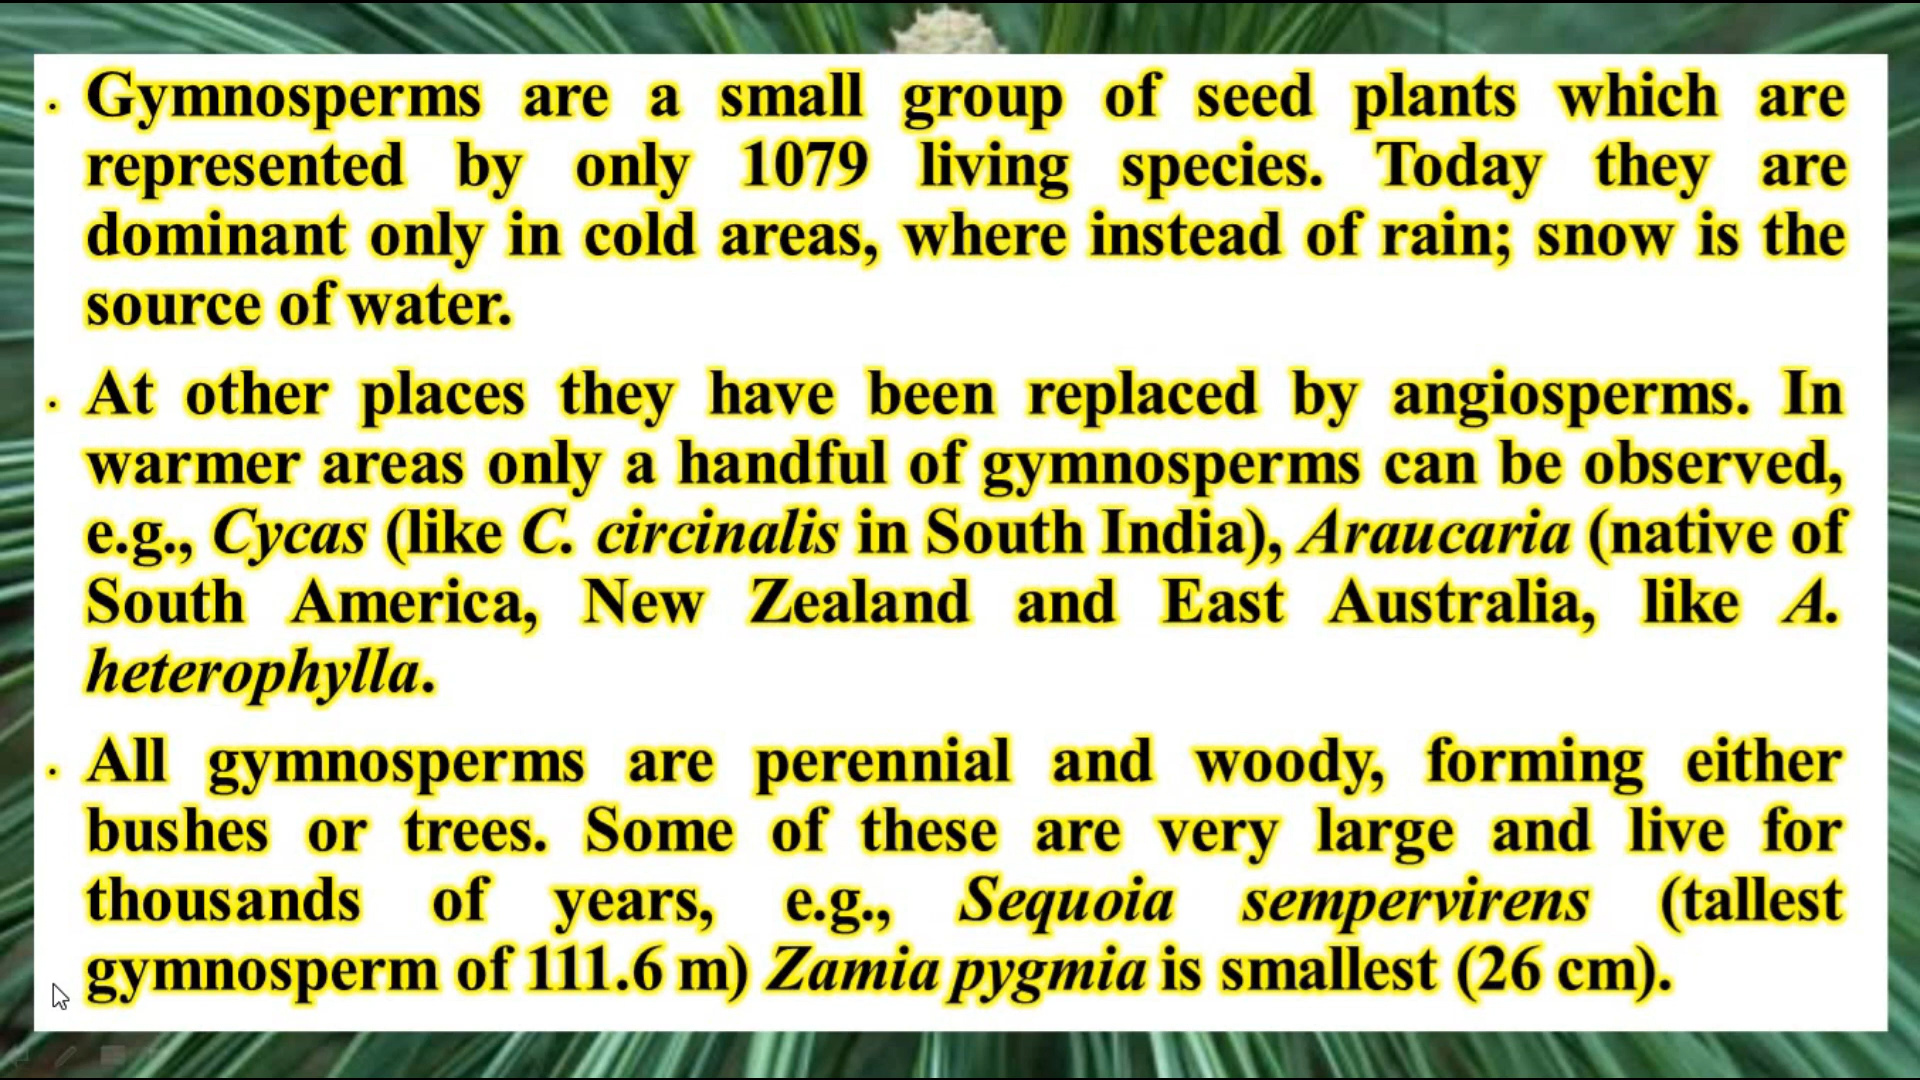 . Gymnosperms are a small group of seed plants which are
represented by only 1079 living species. Today they are
dominant only in cold areas, where instead of rain; snow is the
source of water.
. At other places they have been replaced by angiosperms. In
warmer areas only a handful of gymnosperms can be observed,
e.g., Cycas (like C. circinalis in South India), Araucaria (native of
South America, New Zealand and East Australia, like A.
heterophylla.
. All gymnosperms are perennial and woody, forming either
bushes or trees. Some of these are very large and live for
thousands of years, e.g., Sequoia sempervirens (tallest
gymnosperm of 111.6 m) Zamia pygmia is smallest (26 cm).